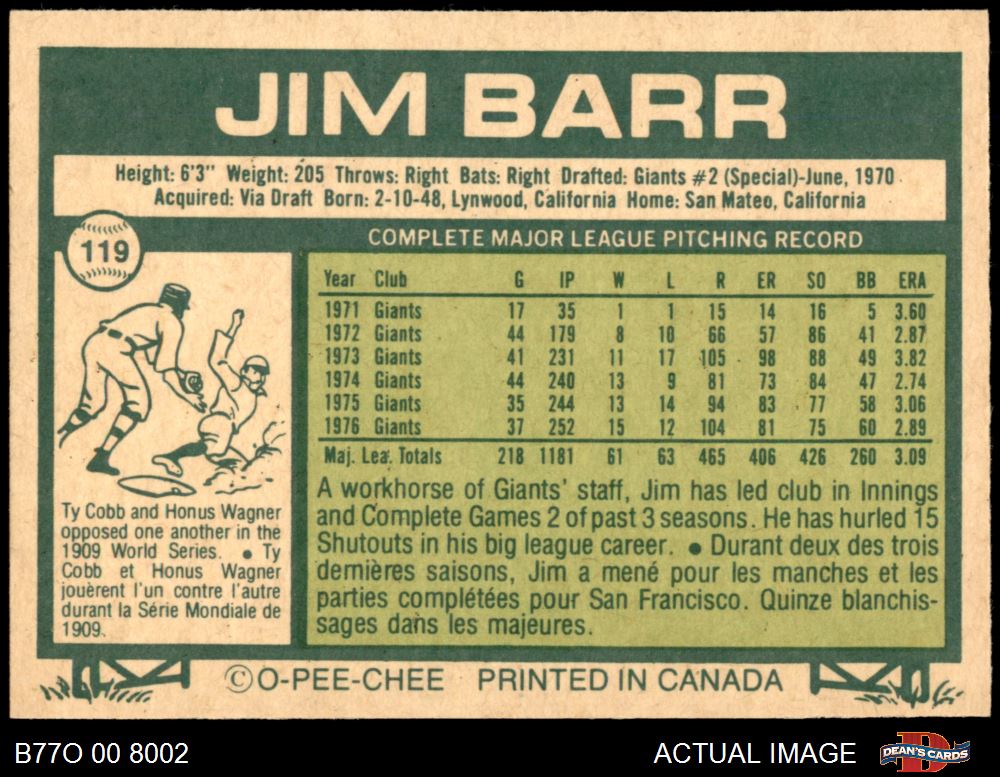 JIM BARR
Height: 6'3" Weight: 205 Throws: Right Bats: Right Drafted: Giants #2 (Special)-June, 1970
Acquired: Via Draft Born: 2-10-48, Lynwood, California Home: San Mateo, California
119
COMPLETE MAJOR LEAGUE PITCHING RECORD
Year Club G IP W L R ER SO BB ERA
1971 Giants 17 35 1 1 15 14 16 5 3.60
1972 Giants 44 179 8 10 66 57 86 41 2.87
1973 Giants 41 231 11 17 105 98 88 49 3.82
1974 Giants 44 240 13 9 81 73 84 47 2.74
1975 Giants 35 244 13 14 94 83 77 58 3.06
1976 Giants 37 252 15 12 104 81 75 60 2.89
Maj. Lea. Totals 218 1181 61 63 465 406 426 260 3.09
Ty Cobb and Honus Wagner
opposed one another in the
1909 World Series. • Ty
Cobb et Honus Wagner
jouèrent l'un contre l'autre
durant la Série Mondiale de
1909.
A workhorse of Giants' staff, Jim has led club in Innings
and Complete Games 2 of past 3 seasons. He has hurled 15
Shutouts in his big league career. • Durant deux des trois
dernières saisons, Jim a mené pour les manches et les
parties complétées pour San Francisco. Quinze blanchis-
sages dans les majeures.
©O-PEE-CHEE PRINTED IN CANADA
B77O 00 8002
ACTUAL IMAGE
D
DEAN'S CARDS